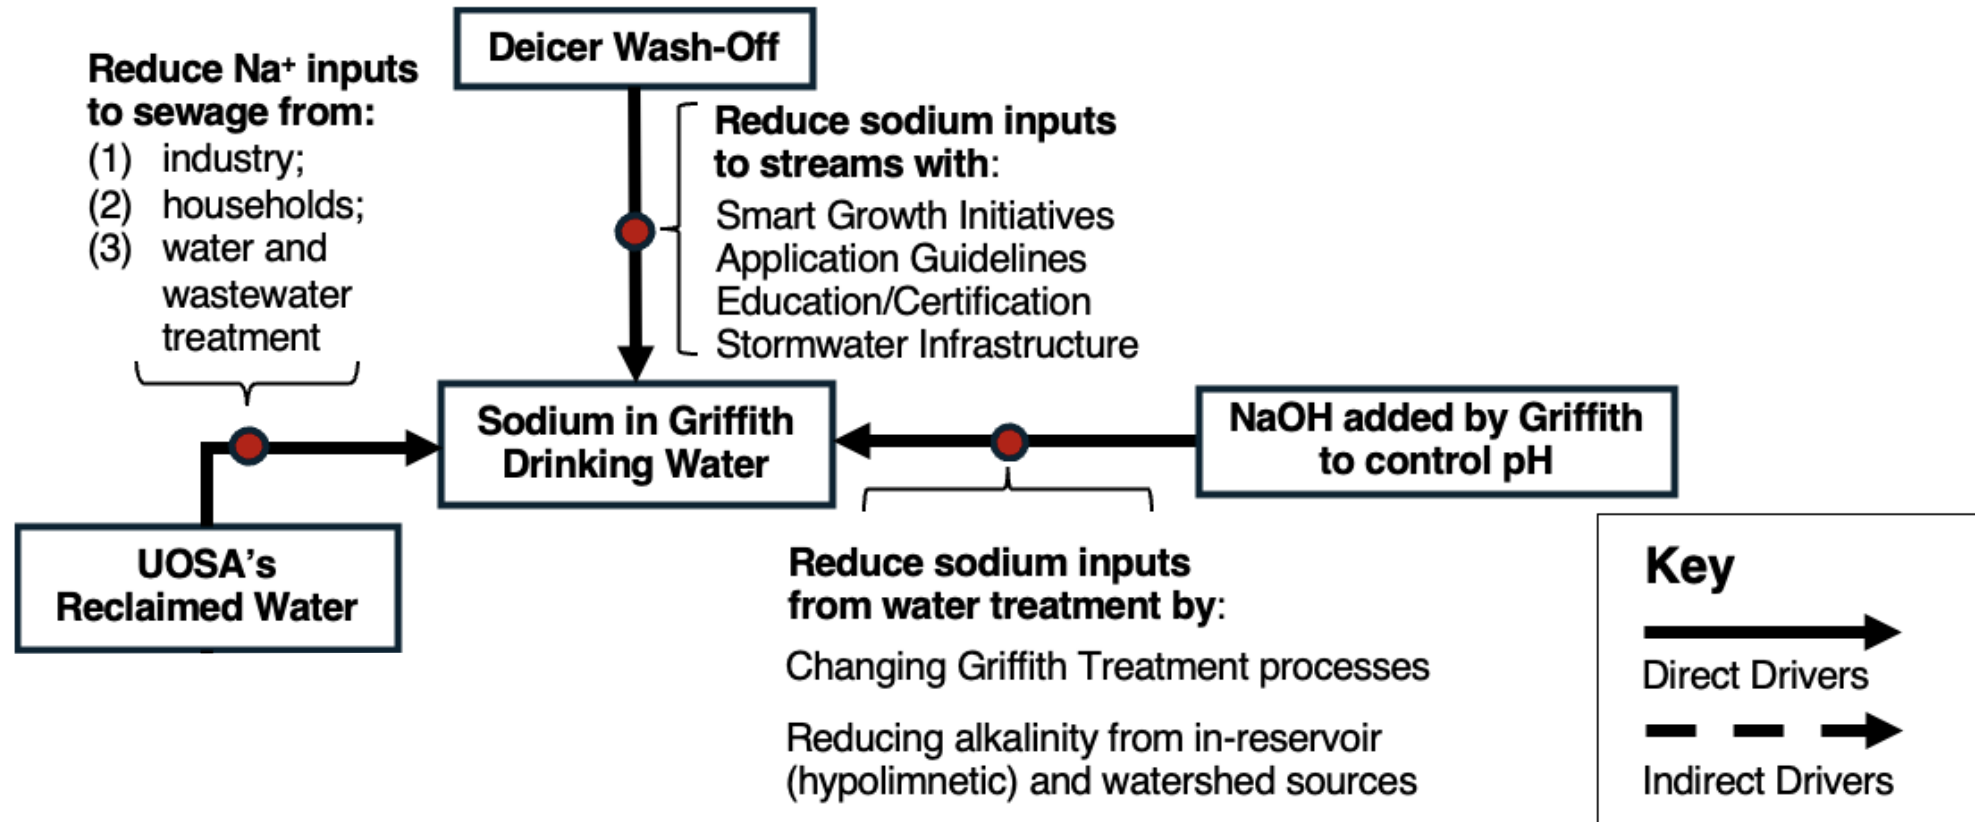 Deicer Wash-Off
Reduce Na⁺ inputs
to sewage from:
(1) industry;
(2) households;
(3) water and
wastewater
treatment
Reduce sodium inputs
to streams with:
Smart Growth Initiatives
Application Guidelines
Education/Certification
Stormwater Infrastructure
Sodium in Griffith
Drinking Water
NaOH added by Griffith
to control pH
UOSA’s
Reclaimed Water
Reduce sodium inputs
from water treatment by:
Changing Griffith Treatment processes
Reducing alkalinity from in-reservoir
(hypolimnetic) and watershed sources
Key
Direct Drivers
Indirect Drivers